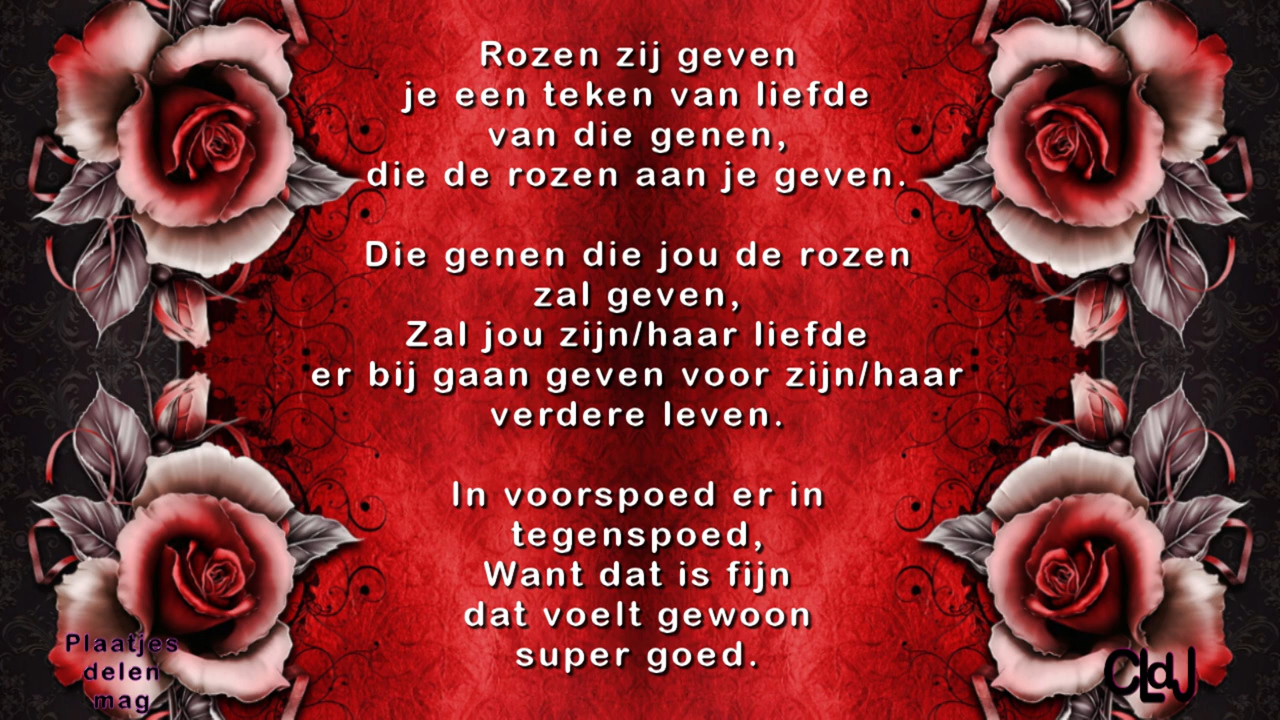 Rozen zij geven
je een teken van liefde
van die genen,
die de rozen aan je geven.
Die genen die jou de rozen
zal geven,
Zal jou zijn/haar liefde
er bij gaan geven voor zijn/haar
verdere leven.
In voorspoed er in
tegenspoed,
Want dat is fijn
dat voelt gewoon
super goed.
Plaatjes
delen
mag
CLdJ